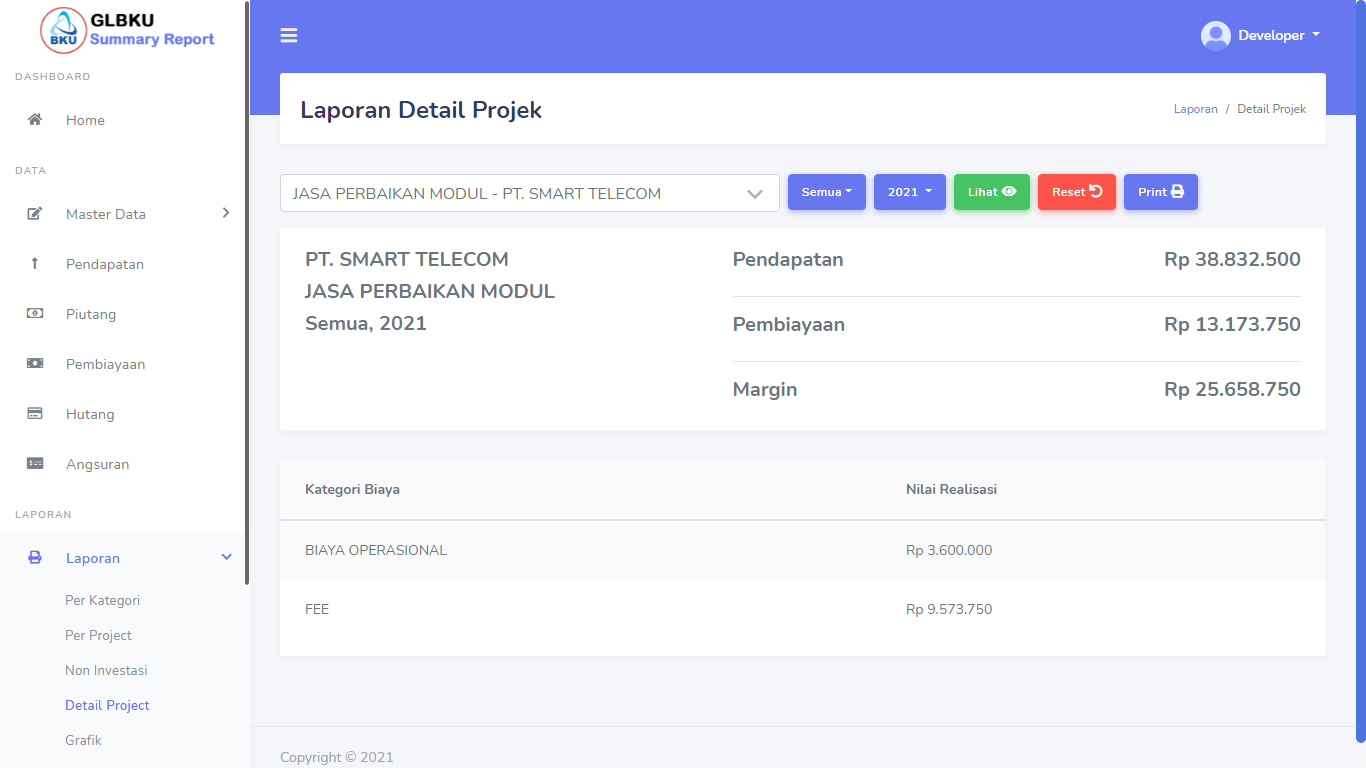 GLBKU
BKU
Summary Report
DASHBOARD
Home
DATA
Master Data
Pendapatan
Piutang
Pembiayaan
Hutang
Angsuran
LAPORAN
Laporan
Per Kategori
Per Project
Non Investasi
Detail Project
Grafik
Developer
Laporan Detail Projek
Laporan / Detail Projek
JASA PERBAIKAN MODUL - PT. SMART TELECOM
Semua
2021
Lihat
Reset
Print
PT. SMART TELECOM
JASA PERBAIKAN MODUL
Semua, 2021
Pendapatan Rp 38.832.500
Pembiayaan Rp 13.173.750
Margin Rp 25.658.750
Kategori Biaya Nilai Realisasi
BIAYA OPERASIONAL Rp 3.600.000
FEE Rp 9.573.750
Copyright © 2021